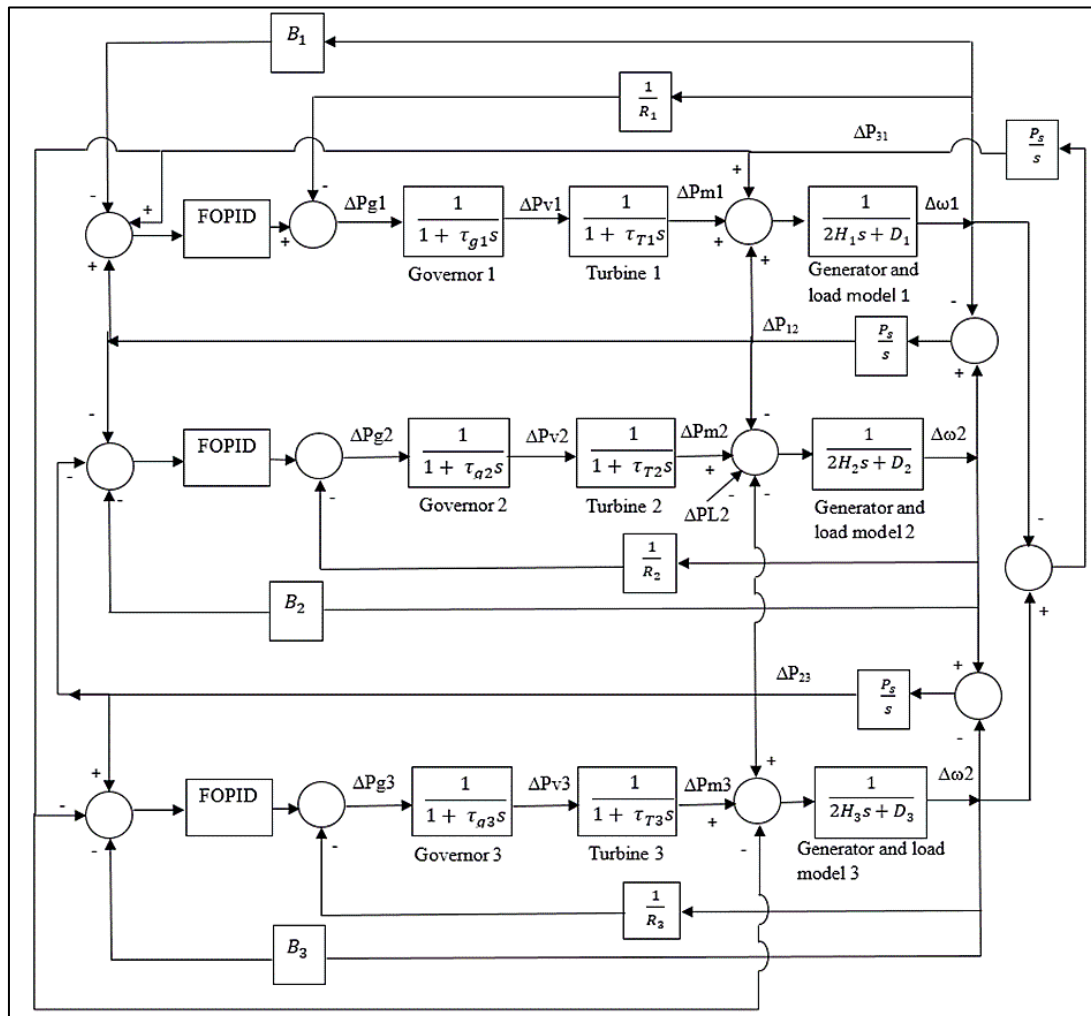 B₁
1
R₁
ΔP₃₁
Pₛ
s
-
-
+
+
FOPID
+
ΔPg1
1
1 + τg1s
Governor 1
ΔPv1
1
1 + τT1s
Turbine 1
ΔPm1
+
+
+
1
2H₁s + D₁
Generator and
load model 1
Δω1
-
ΔP₁₂
Pₛ
s
+
-
-
-
FOPID
-
ΔPg2
1
1 + τg2s
Governor 2
ΔPv2
1
1 + τT2s
Turbine 2
ΔPm2
-
+
-
-
ΔPL2
1
2H₂s + D₂
Generator and
load model 2
Δω2
-
+
1
R₂
B₂
ΔP₂₃
Pₛ
s
+
-
+
-
-
FOPID
-
ΔPg3
1
1 + τg3s
Governor 3
ΔPv3
1
1 + τT3s
Turbine 3
ΔPm3
+
+
-
1
2H₃s + D₃
Generator and load
model 3
Δω2
1
R₃
B₃